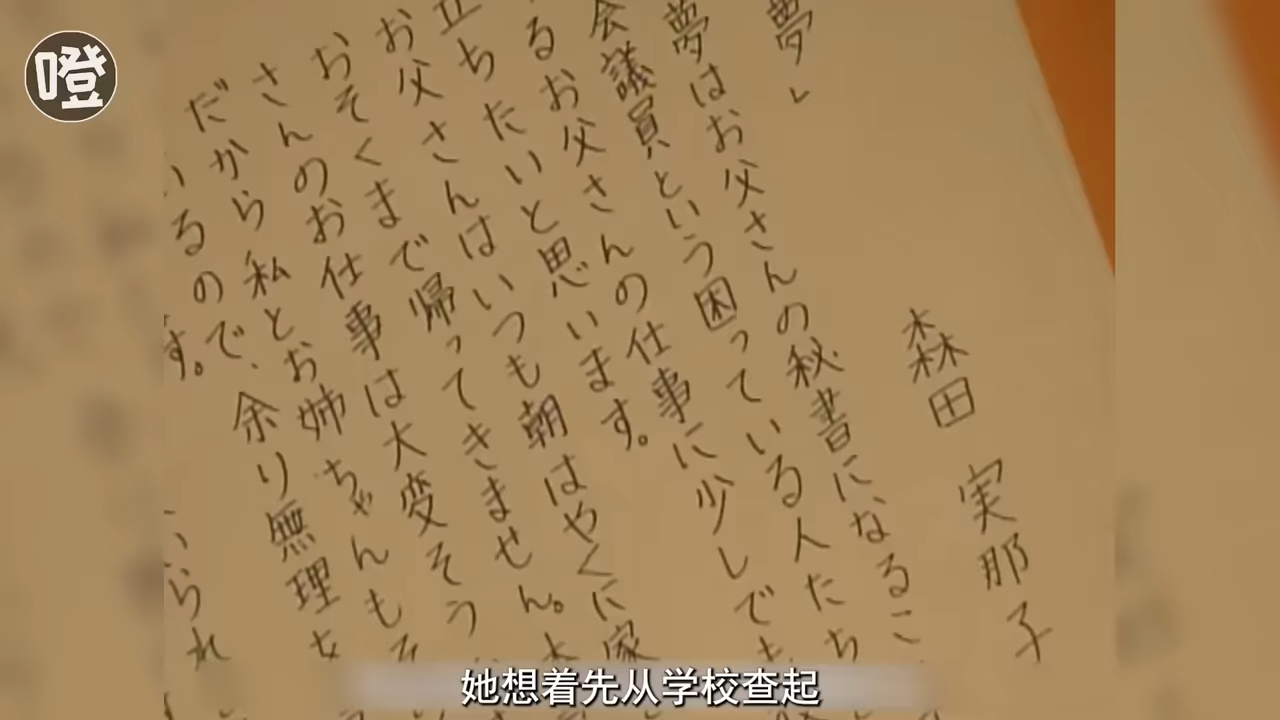 噔
夢」
森田 実那子
夢はお父さんの秘書になるこ
会議員という困っている人たち
るお父さんの仕事に少しでも
立ちたいと思います。
お父さんはいつも朝はやくに家
おそくまで帰ってきません。
さんのお仕事は大変そう
だから私とお姉ちゃんもそ
いるので、余り無理を
す。
られ
她想着先从学校查起